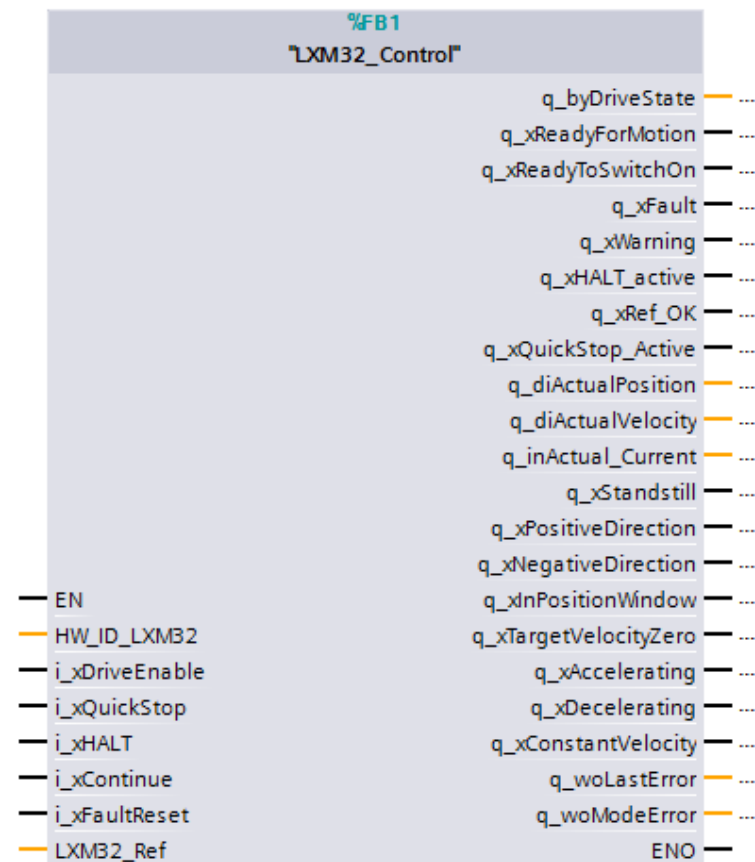 %FB1
"LXM32_Control"
q_byDriveState ...
q_xReadyForMotion ...
q_xReadyToSwitchOn ...
q_xFault ...
q_xWarning ...
q_xHALT_active ...
q_xRef_OK ...
q_xQuickStop_Active ...
q_diActualPosition ...
q_diActualVelocity ...
q_inActual_Current ...
q_xStandstill ...
q_xPositiveDirection ...
q_xNegativeDirection ...
EN q_xInPositionWindow ...
HW_ID_LXM32 q_xTargetVelocityZero ...
i_xDriveEnable q_xAccelerating ...
i_xQuickStop q_xDecelerating ...
i_xHALT q_xConstantVelocity ...
i_xContinue q_woLastError ...
i_xFaultReset q_woModeError ...
LXM32_Ref ENO